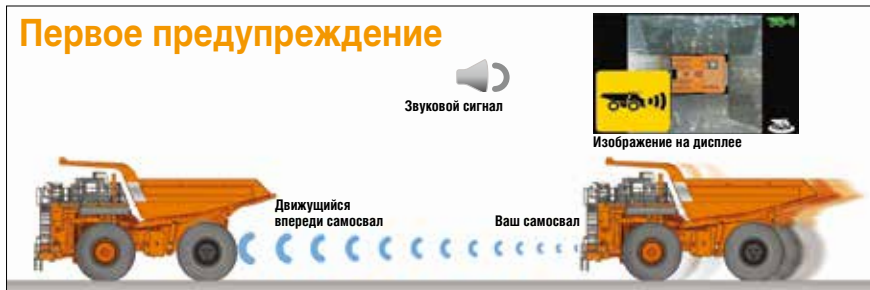 Первое предупреждение
Звуковой сигнал
Изображение на дисплее
Движущийся
впереди самосвал
Ваш самосвал